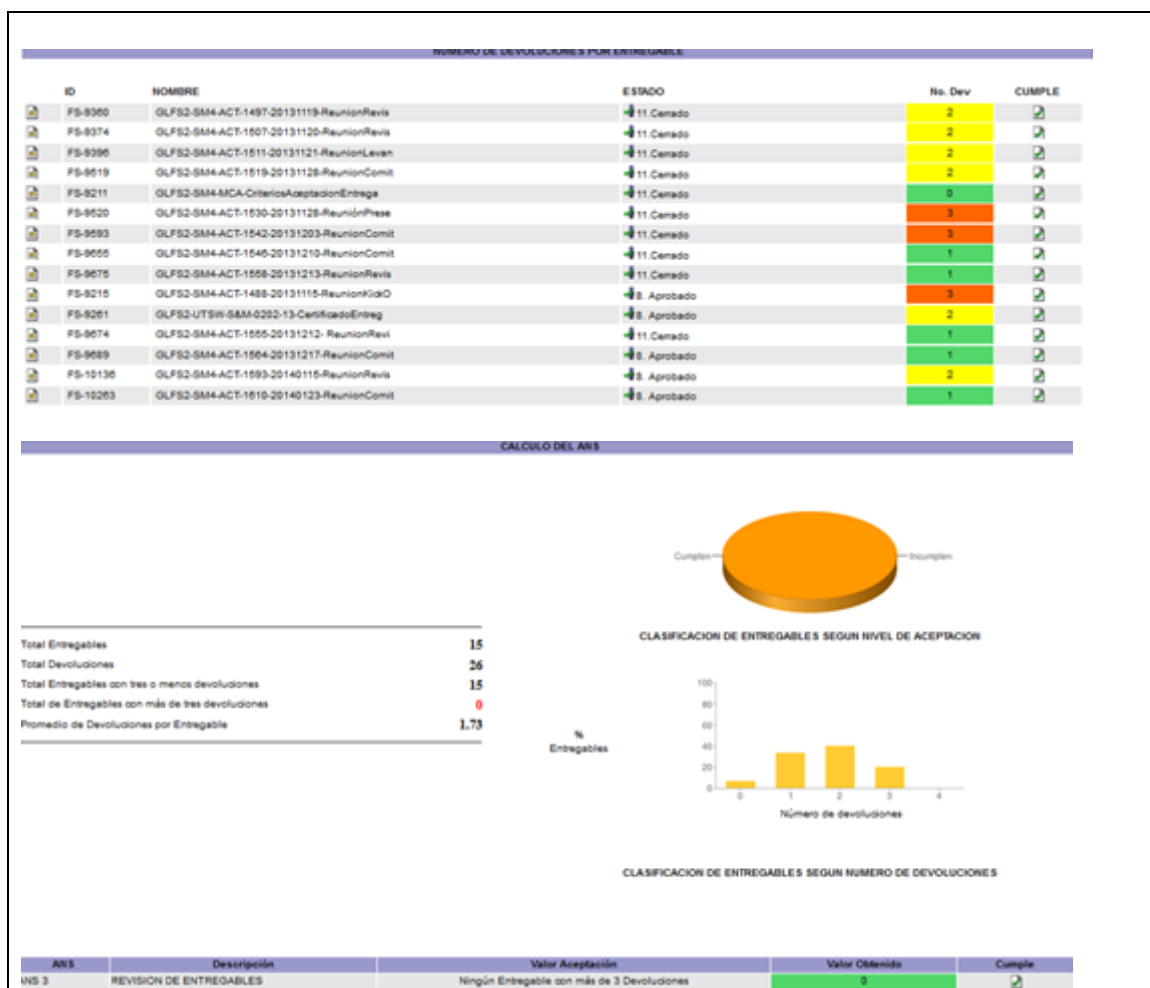 NUMERO DE DEVOLUCIONES POR ENTREGABLE
ID NOMBRE ESTADO No. Dev CUMPLE
FS-9360 GLFS2-SM4-ACT-1497-20131119-ReunionRevis 11.Cerrado 2
FS-9374 GLFS2-SM4-ACT-1507-20131120-ReunionRevis 11.Cerrado 2
FS-9396 GLFS2-SM4-ACT-1511-20131121-ReunionLevan 11.Cerrado 2
FS-9519 GLFS2-SM4-ACT-1519-20131128-ReunionComit 11.Cerrado 2
FS-9211 GLFS2-SM4-MCA-CriteriosAceptacionEntrega 11.Cerrado 0
FS-9520 GLFS2-SM4-ACT-1530-20131128-ReuniónPrese 11.Cerrado 3
FS-9593 GLFS2-SM4-ACT-1542-20131203-ReunionComit 11.Cerrado 3
FS-9655 GLFS2-SM4-ACT-1546-20131210-ReunionComit 11.Cerrado 1
FS-9675 GLFS2-SM4-ACT-1558-20131213-ReunionRevis 11.Cerrado 1
FS-9215 GLFS2-SM4-ACT-1488-20131115-ReunionKickO 8. Aprobado 3
FS-9261 GLFS2-UTSW-S&M-0202-13-CertificadoEntreg 8. Aprobado 2
FS-9674 GLFS2-SM4-ACT-1555-20131212- ReunionRevi 11.Cerrado 1
FS-9689 GLFS2-SM4-ACT-1564-20131217-ReunionComit 8. Aprobado 1
FS-10136 GLFS2-SM4-ACT-1593-20140115-ReunionRevis 8. Aprobado 2
FS-10263 GLFS2-SM4-ACT-1610-20140123-ReunionComit 8. Aprobado 1
CALCULO DEL ANS
Cumplen Incumplen
CLASIFICACION DE ENTREGABLES SEGUN NIVEL DE ACEPTACION
Total Entregables 15
Total Devoluciones 26
Total Entregables con tres o menos devoluciones 15
Total de Entregables con más de tres devoluciones 0
Promedio de Devoluciones por Entregable 1.73
%
Entregables
100
80
60
40
20
0
0 1 2 3 4
Número de devoluciones
CLASIFICACION DE ENTREGABLES SEGUN NUMERO DE DEVOLUCIONES
ANS Descripción Valor Aceptación Valor Obtenido Cumple
ANS 3 REVISION DE ENTREGABLES Ningún Entregable con más de 3 Devoluciones 0